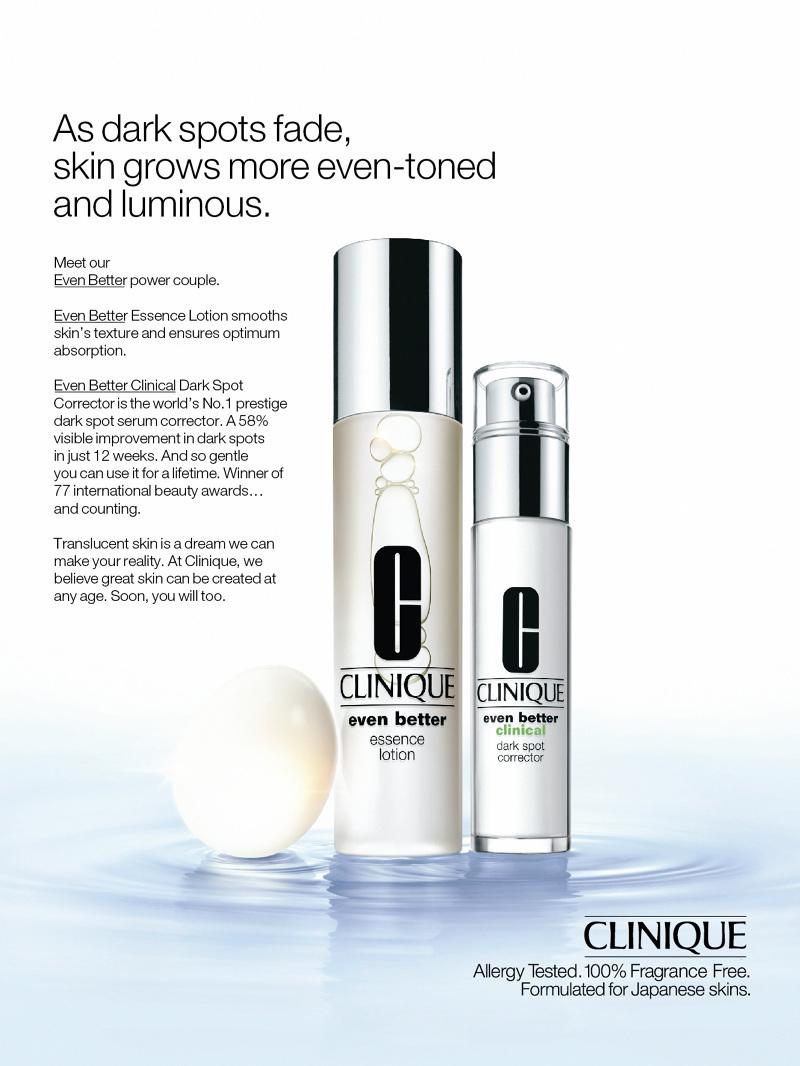 As dark spots fade,
skin grows more even-toned
and luminous.
Meet our
Even Better power couple.
Even Better Essence Lotion smooths
skin's texture and ensures optimum
absorption.
Even Better Clinical Dark Spot
Corrector is the world's No.1 prestige
dark spot serum corrector. A 58%
visible improvement in dark spots
in just 12 weeks. And so gentle
you can use it for a lifetime. Winner of
77 international beauty awards...
and counting.
Translucent skin is a dream we can
make your reality. At Clinique, we
believe great skin can be created at
any age. Soon, you will too.
C
CLINIQUE
even better
essence
lotion
C
CLINIQUE
even better
clinical
dark spot
corrector
CLINIQUE
Allergy Tested. 100% Fragrance Free.
Formulated for Japanese skins.